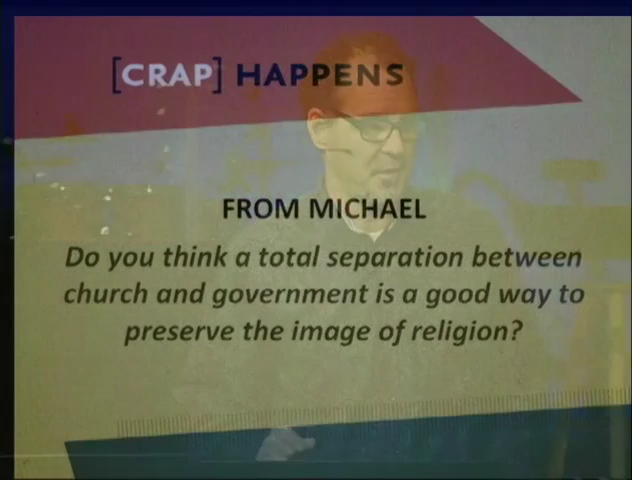 [CRAP] HAPPENS
FROM MICHAEL
Do you think a total separation between
church and government is a good way to
preserve the image of religion?